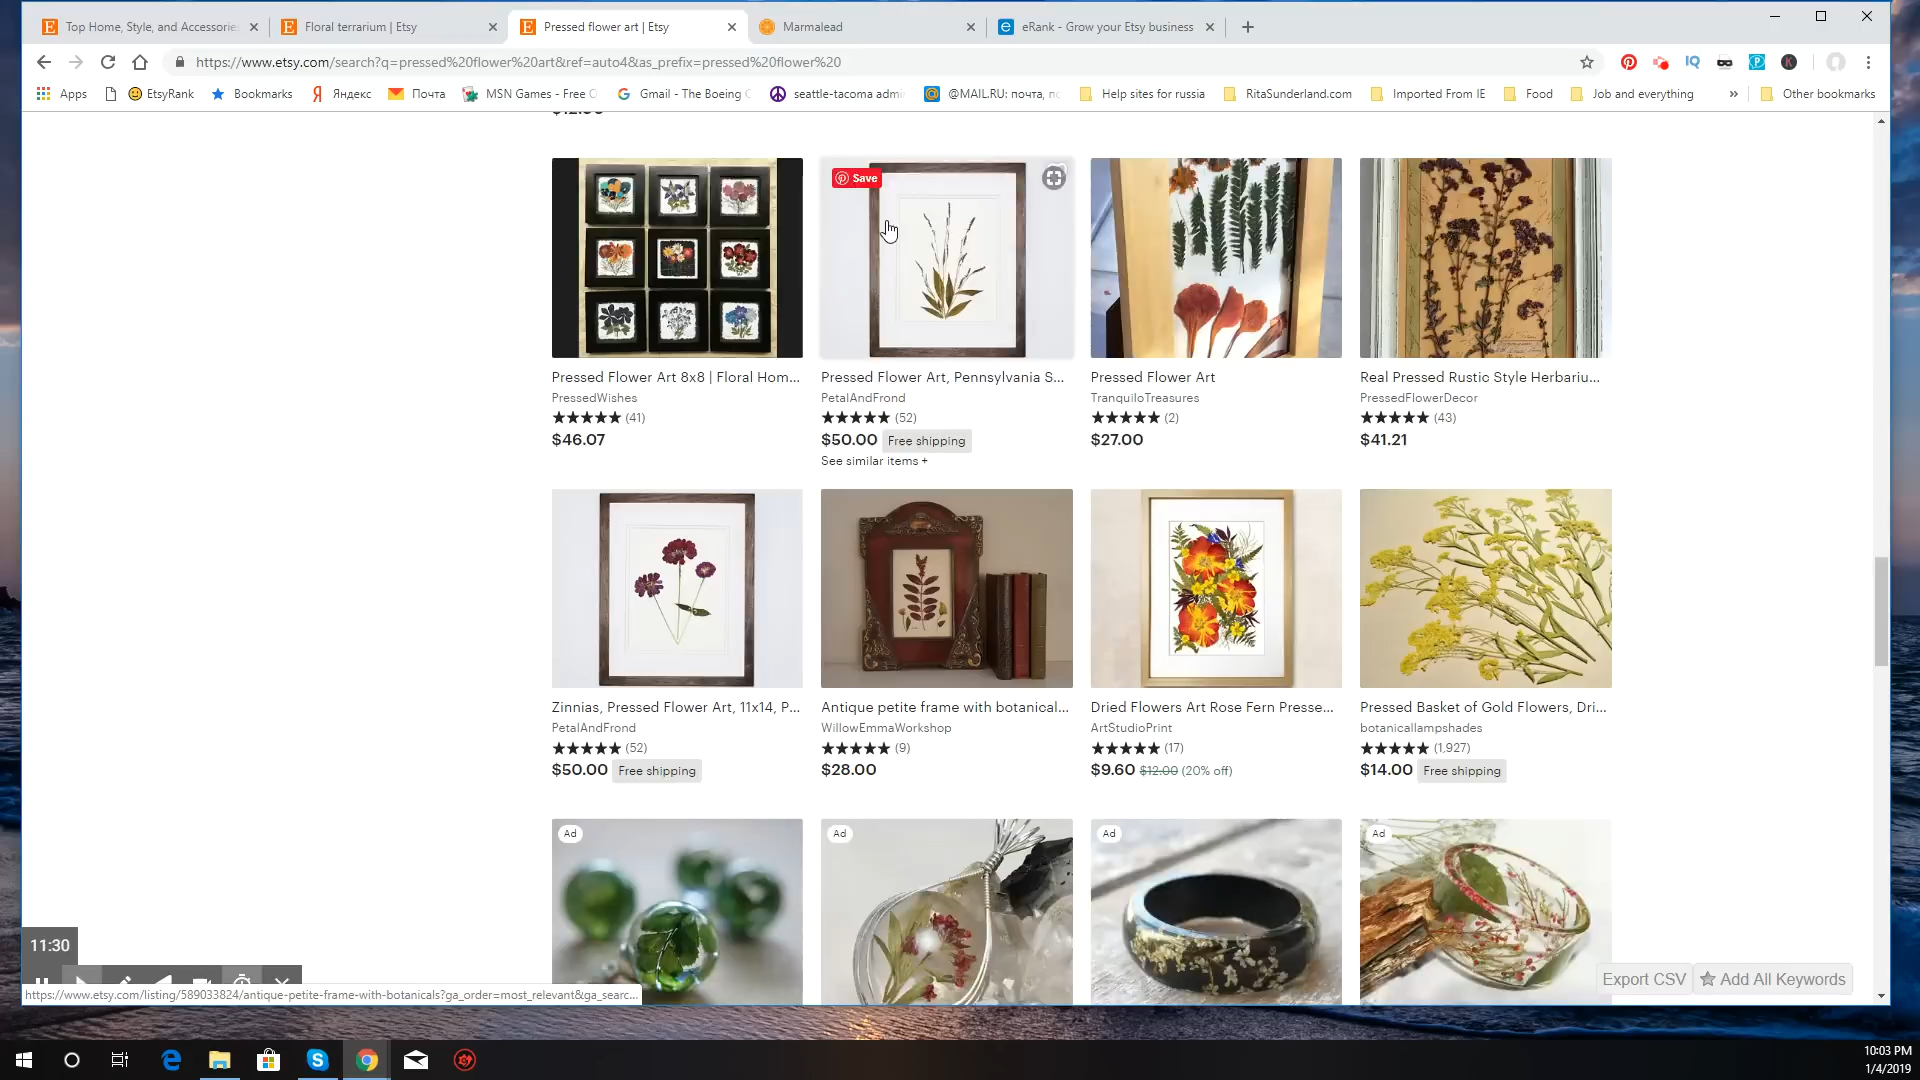 Top Home, Style, and Accessorie
Floral terrarium | Etsy
Pressed flower art | Etsy
Marmalead
eRank - Grow your Etsy business
https://www.etsy.com/search?q=pressed%20flower%20art&ref=auto4&as_prefix=pressed%20flower%20
Apps
EtsyRank
Bookmarks
Яндекс
Почта
MSN Games - Free O
Gmail - The Boeing
seattle-tacoma admi
@MAIL.RU: почта, по
Help sites for russia
RitaSunderland.com
Imported From IE
Food
Job and everything
»
Other bookmarks
Save
Pressed Flower Art 8x8 | Floral Hom...
PressedWishes
★★★★★ (41)
$46.07
Pressed Flower Art, Pennsylvania S...
PetalAndFrond
★★★★★ (52)
$50.00 Free shipping
See similar items +
Pressed Flower Art
TranquiloTreasures
★★★★★ (2)
$27.00
Real Pressed Rustic Style Herbariu...
PressedFlowerDecor
★★★★★ (43)
$41.21
Zinnias, Pressed Flower Art, 11x14, P...
PetalAndFrond
★★★★★ (52)
$50.00 Free shipping
Antique petite frame with botanical...
WillowEmmaWorkshop
★★★★★ (9)
$28.00
Dried Flowers Art Rose Fern Presse...
ArtStudioPrint
★★★★★ (17)
$9.60 $12.00 (20% off)
Pressed Basket of Gold Flowers, Dri...
botanicallampshades
★★★★★ (1,927)
$14.00 Free shipping
Ad
Ad
Ad
Ad
11:30
Export CSV
Add All Keywords
https://www.etsy.com/listing/589033824/antique-petite-frame-with-botanicals?ga_order=most_relevant&ga_searc...
10:03 PM
1/4/2019